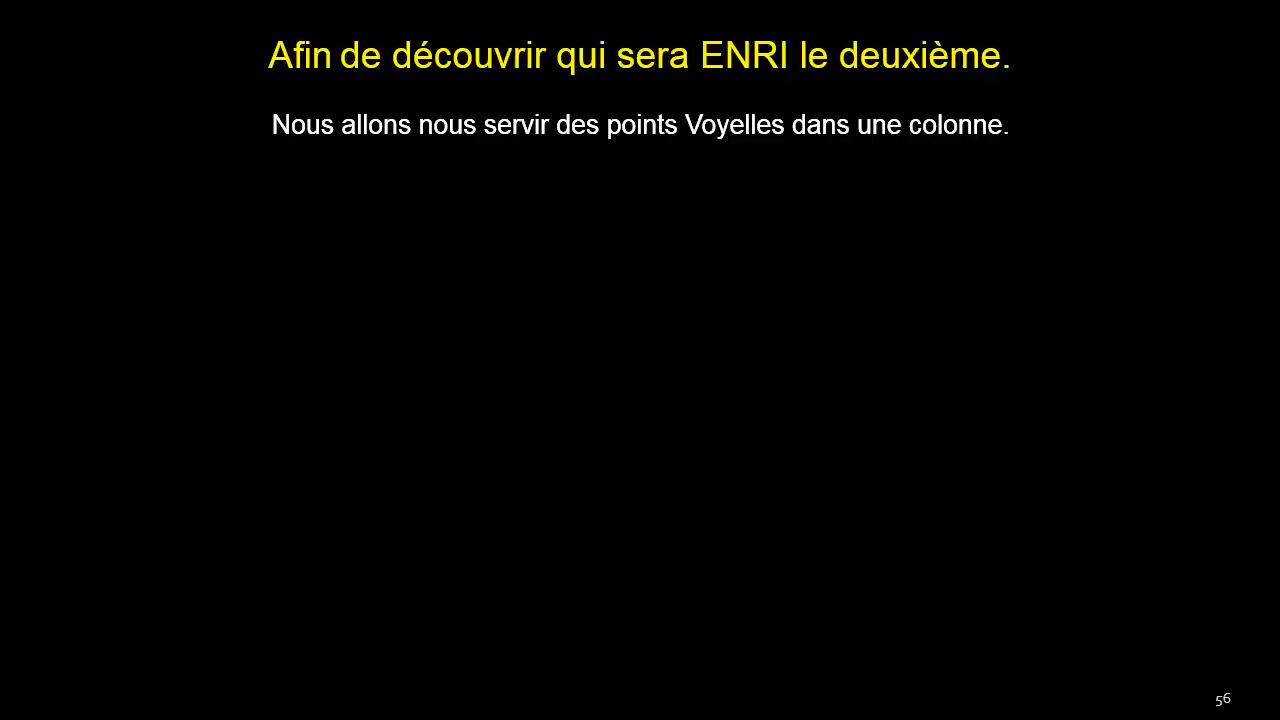 Afin de découvrir qui sera ENRI le deuxième.
Nous allons nous servir des points Voyelles dans une colonne.
56